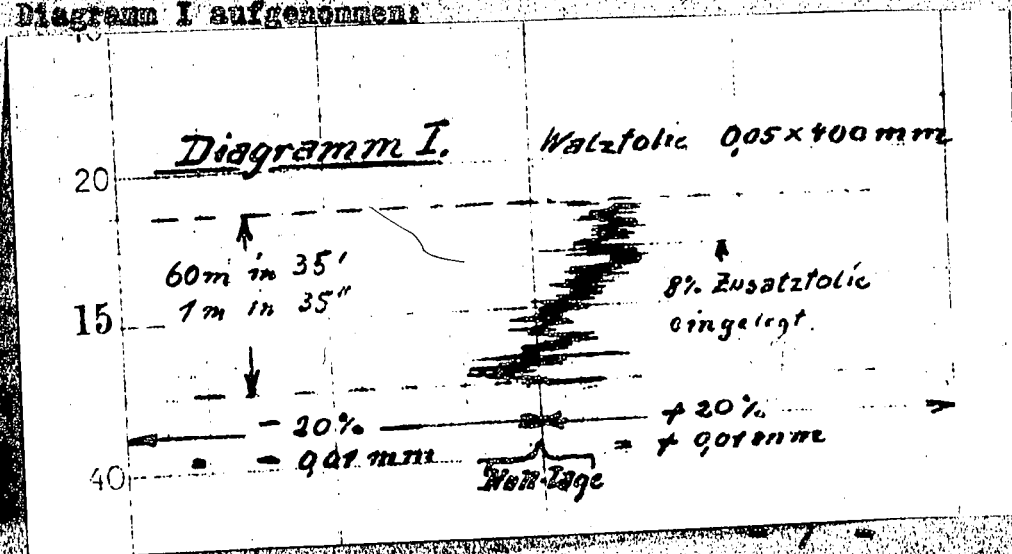 Diagramm I aufgenommen:
Diagramm I.
Walzfolie 0,05 x 400 mm
20
60m in 35'
1m in 35"
8% Zusatzfolie
eingelegt.
15
- 20%
+ 20%
= - 0,01 mm
= + 0,01 mm
40
Null-Lage